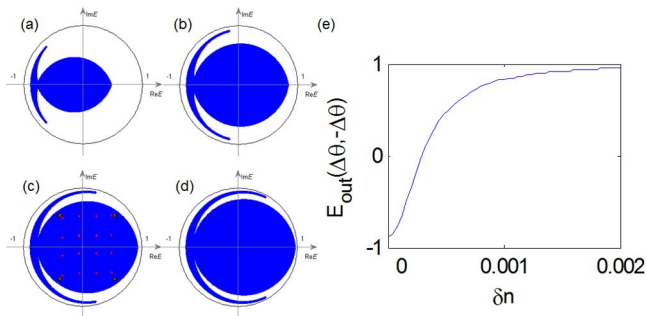 (a)
ImE
-1
1
ReE
(b)
ImE
-1
1
ReE
(c)
ImE
-1
1
ReE
(d)
ImE
-1
1
ReE
(e)
E_out(Δθ,-Δθ)
1
0
-1
0
0.001
0.002
δn